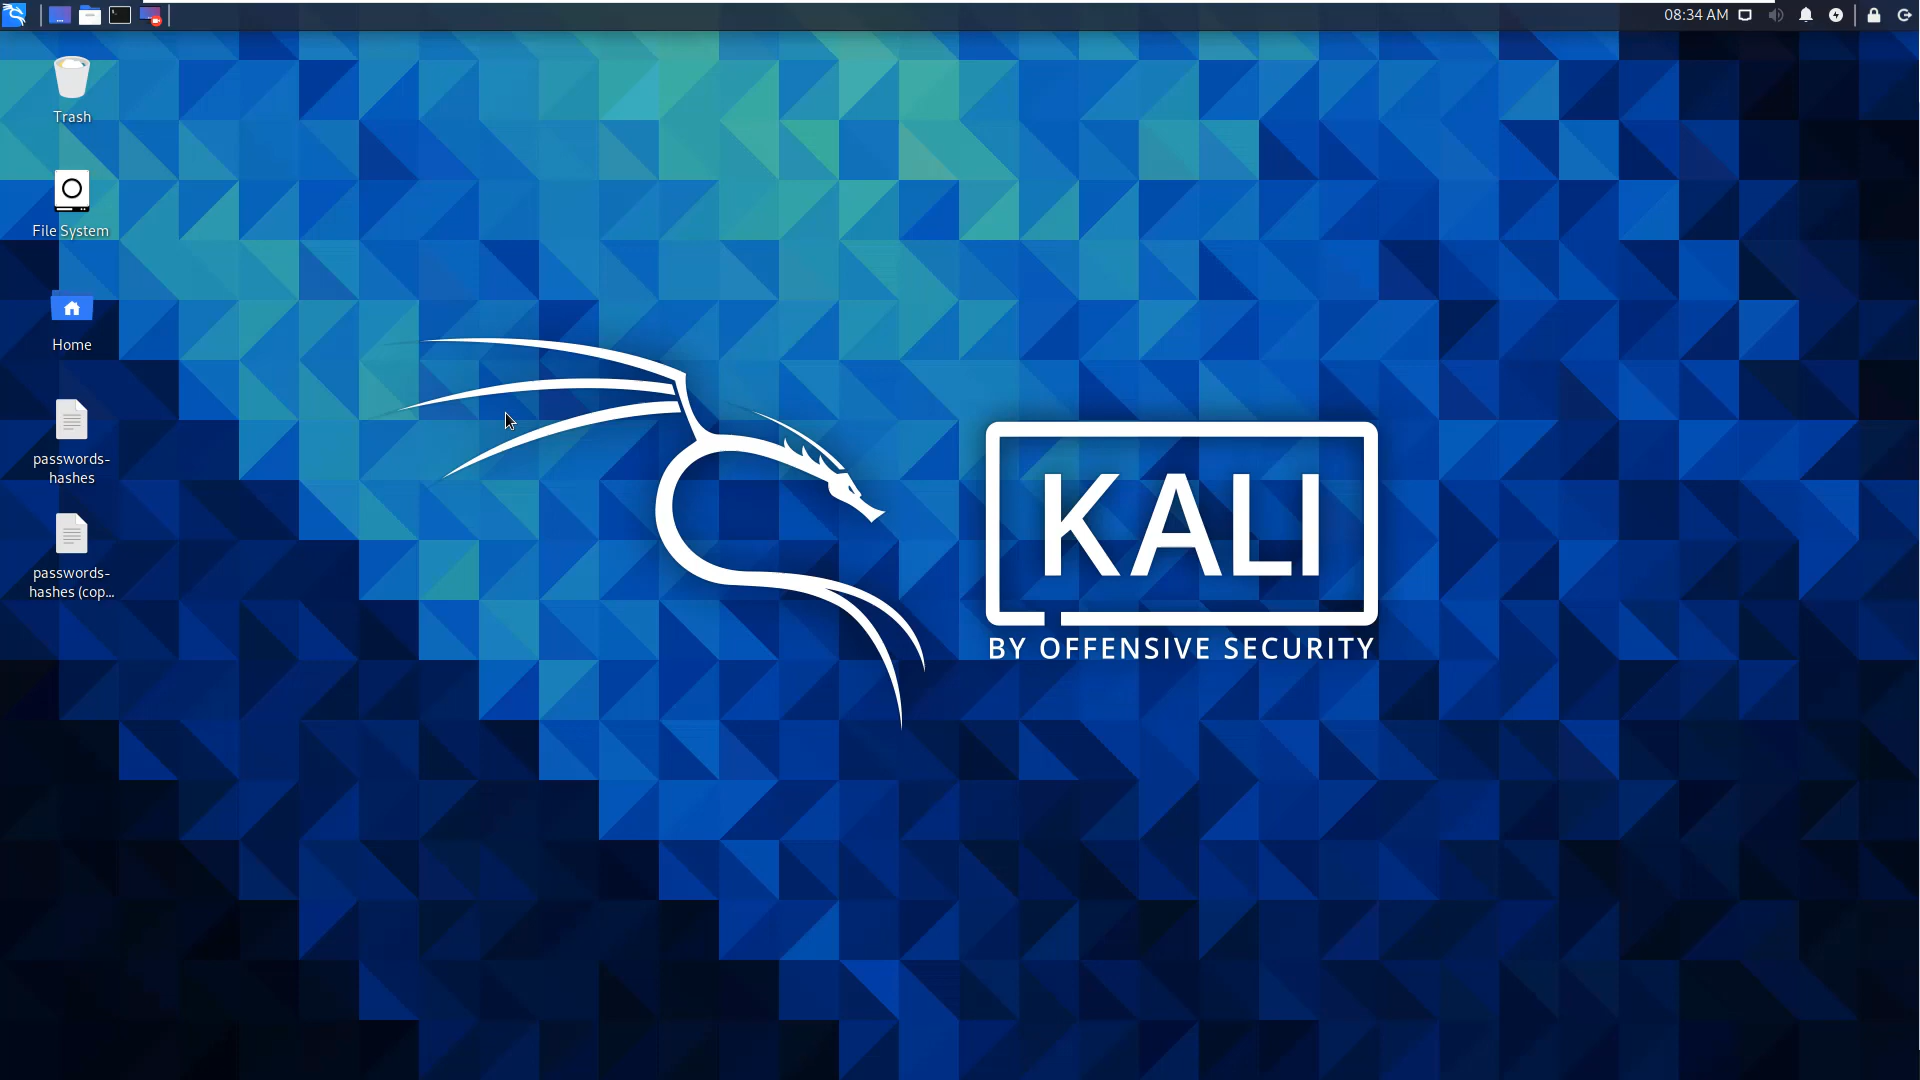 08:34 AM
Trash
File System
Home
passwords-
hashes
passwords-
hashes (cop...
KALI
BY OFFENSIVE SECURITY